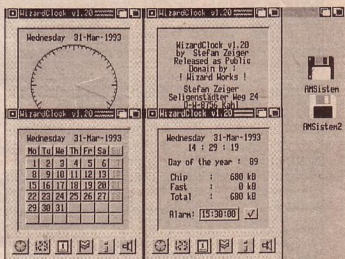 WizardClock v1.20
Wednesday 31-Mar-1993
WizardClock v1.20
WizardClock v1.20
by Stefan Zeiger
Released as Public
Domain by :
! Wizard Works !
Stefan Zeiger
Seligenstädter Weg 24
D-W-8756 Kahl
AMSisten
AMSisten2
WizardClock v1.20
Wednesday 31-Mar-1993
Mo Tu We Th Fr Sa
1 2 3 4 5 6
8 9 10 11 12 13
15 16 17 18 19 20
22 23 24 25 26 27
29 30 31
WizardClock v1.20
Wednesday 31-Mar-1993
14 : 29 : 19
Day of the year : 89
Chip : 680 kB
Fast : 0 kB
Total : 680 kB
Alarm: 15:30:00